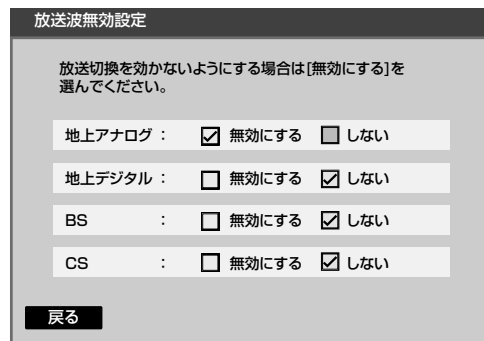 放送波無効設定
放送切換を効かないようにする場合は[無効にする]を
選んでください。
地上アナログ： 無効にする しない
地上デジタル： 無効にする しない
BS ： 無効にする しない
CS ： 無効にする しない
戻る